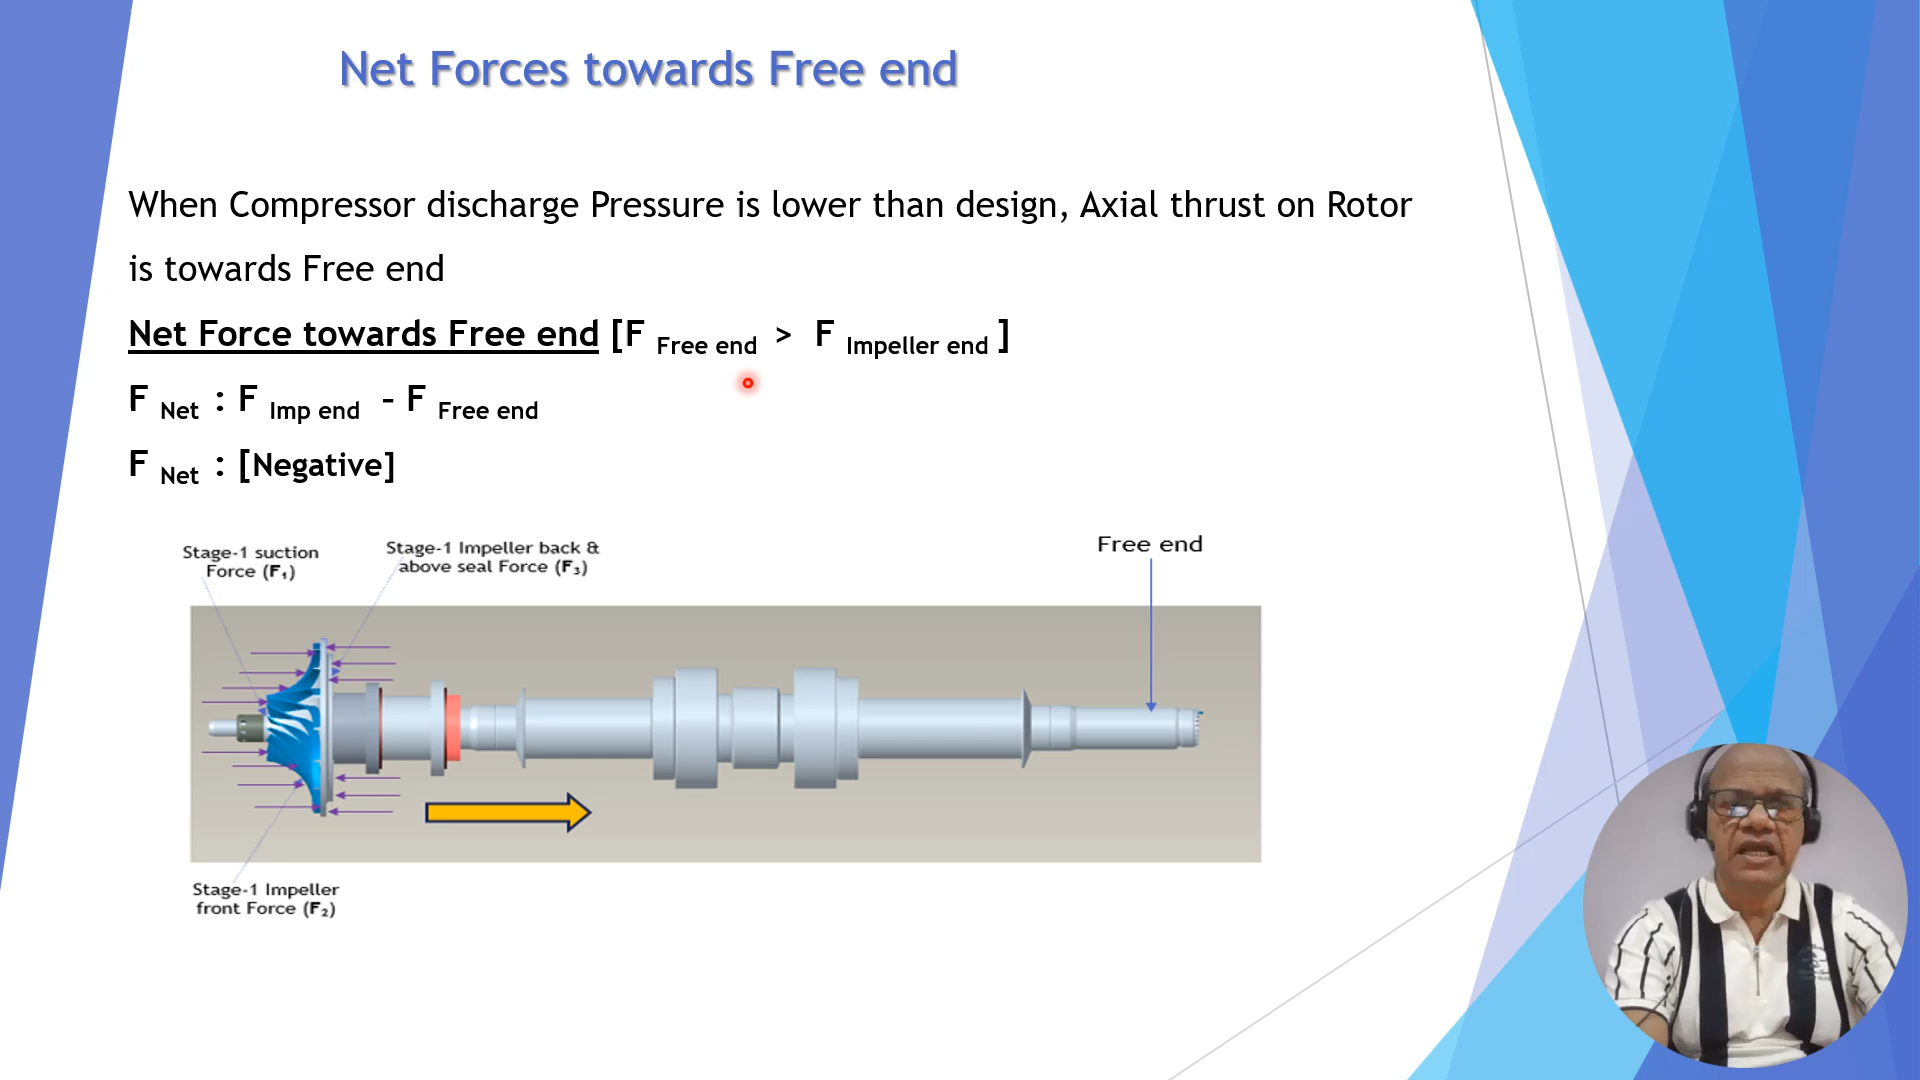 Net Forces towards Free end
When Compressor discharge Pressure is lower than design, Axial thrust on Rotor
is towards Free end
Net Force towards Free end [F Free end > F Impeller end ]
F Net : F Imp end – F Free end
F Net : [Negative]
Stage-1 suction
Force (F₁)
Stage-1 Impeller back &
above seal Force (F₃)
Free end
Stage-1 Impeller
front Force (F₂)